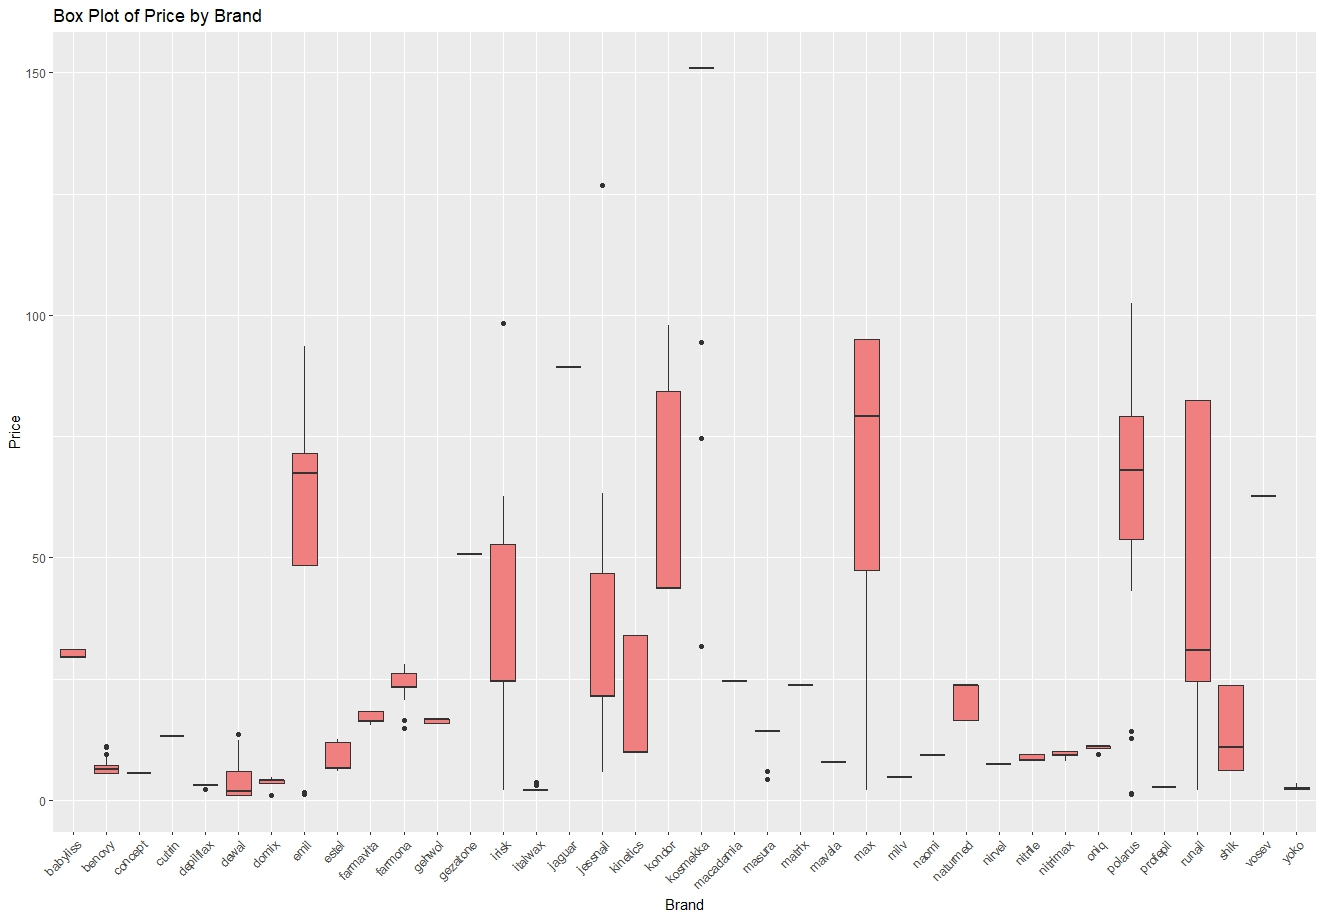 Box Plot of Price by Brand
150
100
50
0
Price
babyliss
benovy
concept
cutrin
depilflax
dewal
domix
emil
estel
farmavita
farmona
gehwol
gezatone
irisk
italwax
jaguar
jessnail
kinetics
kondor
kosmekka
macadamia
masura
matrix
mavala
max
milv
naomi
naturmed
nirvel
nitrile
nitrimax
oniq
polarus
profepil
runail
shik
vosev
yoko
Brand